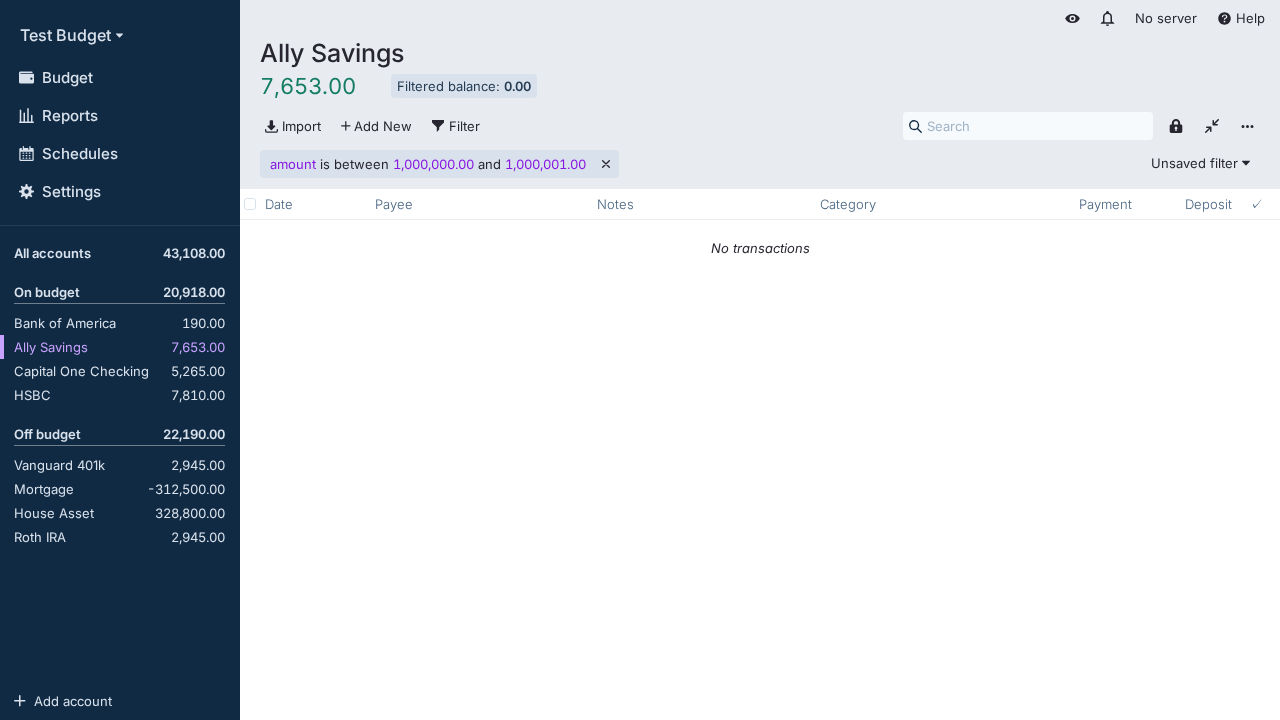 Test Budget
Budget
Reports
Schedules
Settings
All accounts 43,108.00
On budget 20,918.00
Bank of America 190.00
Ally Savings 7,653.00
Capital One Checking 5,265.00
HSBC 7,810.00
Off budget 22,190.00
Vanguard 401k 2,945.00
Mortgage -312,500.00
House Asset 328,800.00
Roth IRA 2,945.00
Add account
No server Help
Ally Savings
7,653.00 Filtered balance: 0.00
Import Add New Filter Search
amount is between 1,000,000.00 and 1,000,001.00 Unsaved filter
Date Payee Notes Category Payment Deposit ✓
No transactions